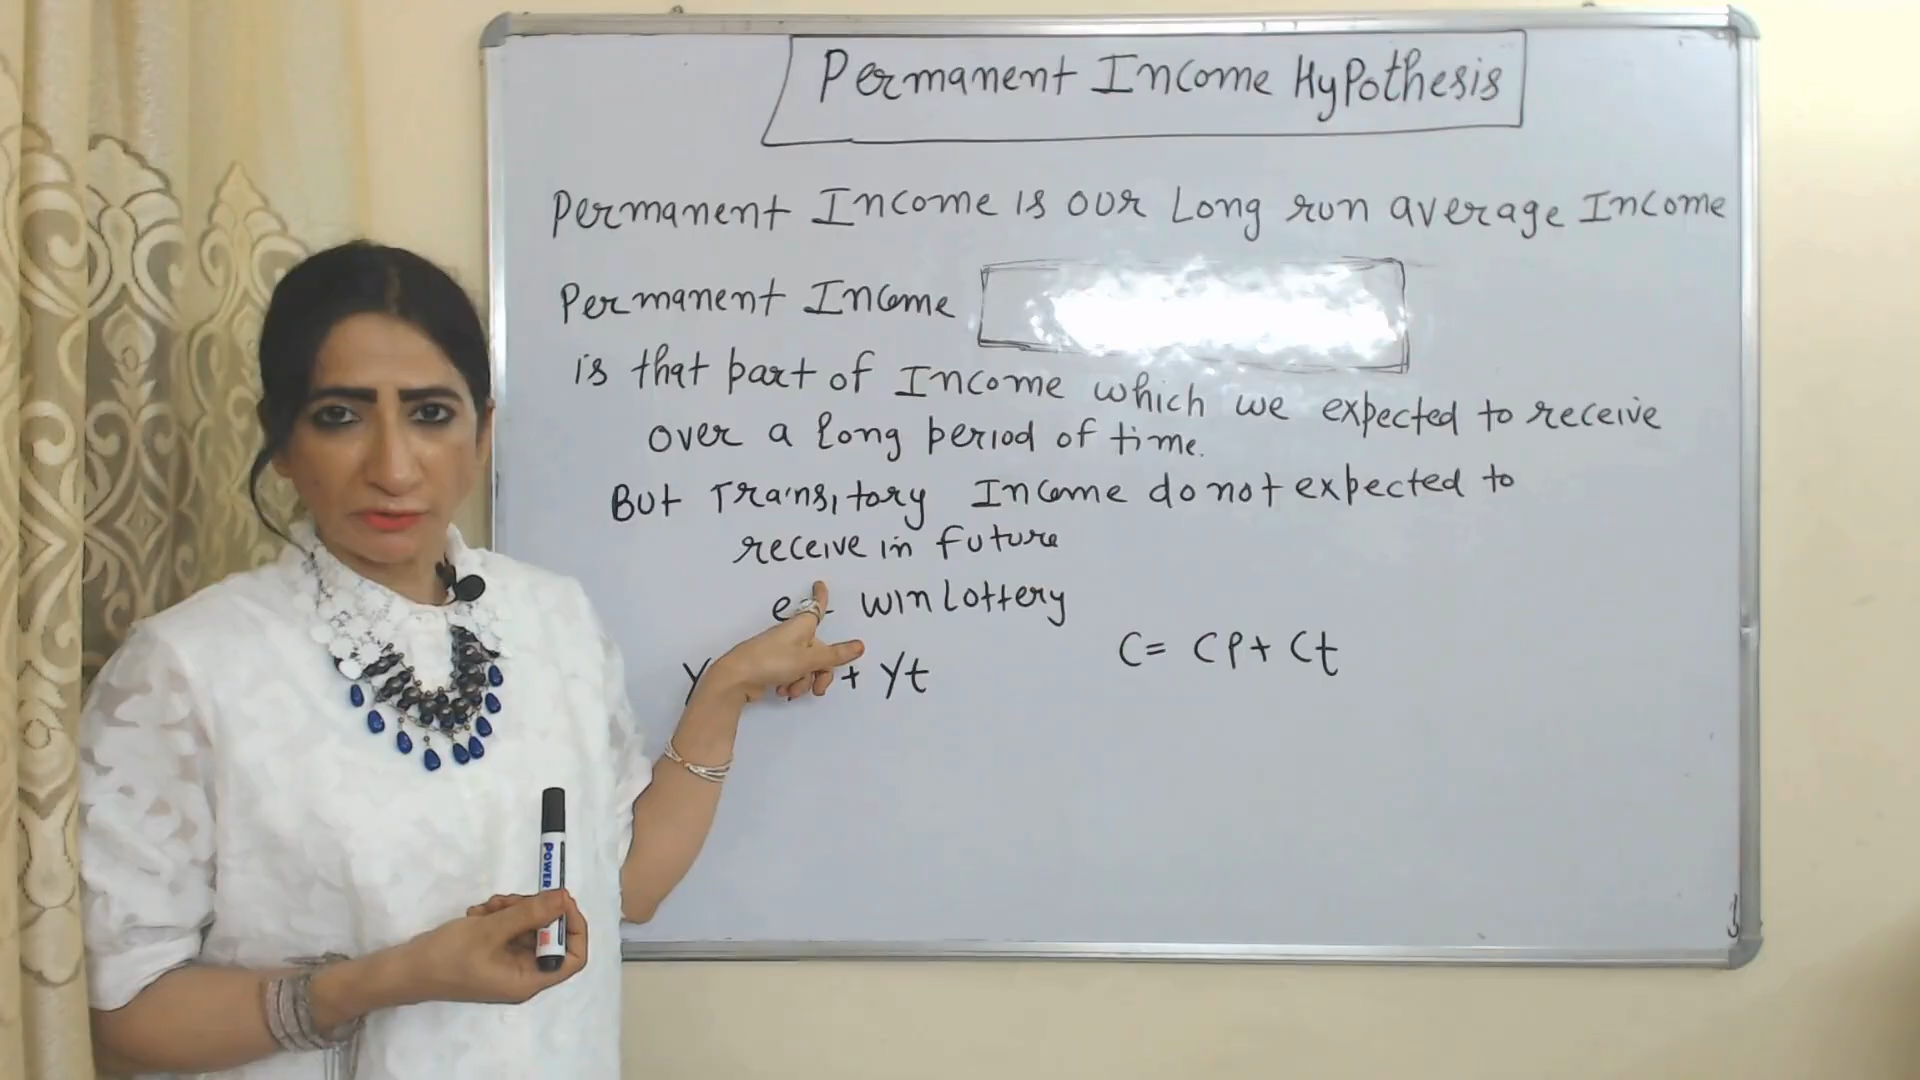 Permanent Income Hypothesis
Permanent Income is our Long run average Income
Permanent Income
is that part of Income which we expected to receive
over a long period of time.
But Transitory Income do not expected to
receive in future
win lottery
Y + Yt
C = CP + Ct
POWER